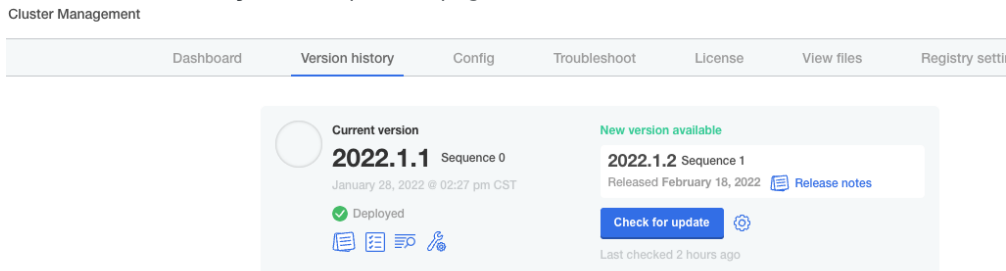 Cluster Management
Dashboard Version history Config Troubleshoot License View files Registry setti
Current version
2022.1.1 Sequence 0
January 28, 2022 @ 02:27 pm CST
Deployed
New version available
2022.1.2 Sequence 1
Released February 18, 2022 Release notes
Check for update
Last checked 2 hours ago